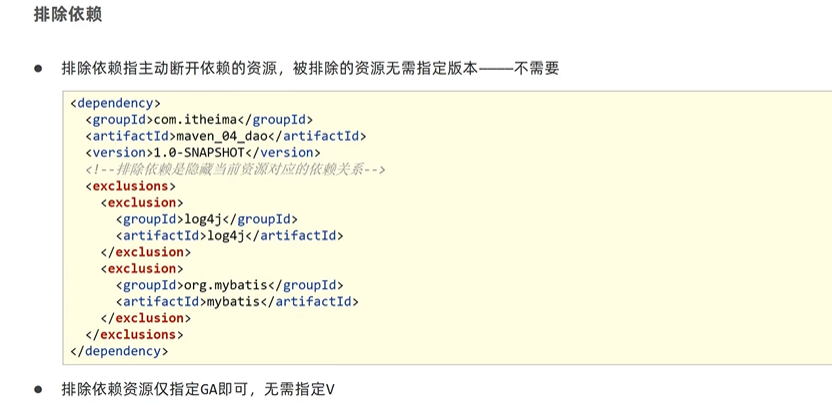 排除依赖
● 排除依赖指主动断开依赖的资源，被排除的资源无需指定版本————不需要
<dependency>
  <groupId>com.itheima</groupId>
  <artifactId>maven_04_dao</artifactId>
  <version>1.0-SNAPSHOT</version>
  <!--排除依赖是隐藏当前资源对应的依赖关系-->
  <exclusions>
    <exclusion>
      <groupId>log4j</groupId>
      <artifactId>log4j</artifactId>
    </exclusion>
    <exclusion>
      <groupId>org.mybatis</groupId>
      <artifactId>mybatis</artifactId>
    </exclusion>
  </exclusions>
</dependency>
● 排除依赖资源仅指定GA即可，无需指定V